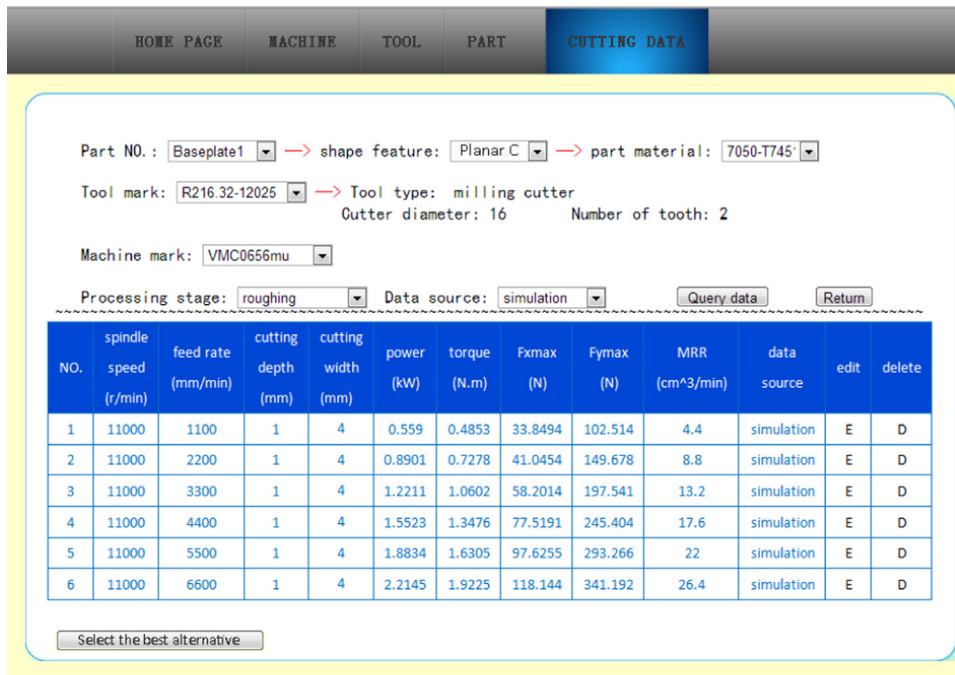 HOME PAGE MACHINE TOOL PART CUTTING DATA
Part NO.: Baseplate1 —> shape feature: Planar C —> part material: 7050-T745
Tool mark: R216.32-12025 —> Tool type: milling cutter
Cutter diameter: 16 Number of tooth: 2
Machine mark: VMC0656mu
Processing stage: roughing Data source: simulation Query data Return
NO. spindle speed (r/min) feed rate (mm/min) cutting depth (mm) cutting width (mm) power (kW) torque (N.m) Fxmax (N) Fymax (N) MRR (cm^3/min) data source edit delete
1 11000 1100 1 4 0.559 0.4853 33.8494 102.514 4.4 simulation E D
2 11000 2200 1 4 0.8901 0.7278 41.0454 149.678 8.8 simulation E D
3 11000 3300 1 4 1.2211 1.0602 58.2014 197.541 13.2 simulation E D
4 11000 4400 1 4 1.5523 1.3476 77.5191 245.404 17.6 simulation E D
5 11000 5500 1 4 1.8834 1.6305 97.6255 293.266 22 simulation E D
6 11000 6600 1 4 2.2145 1.9225 118.144 341.192 26.4 simulation E D
Select the best alternative